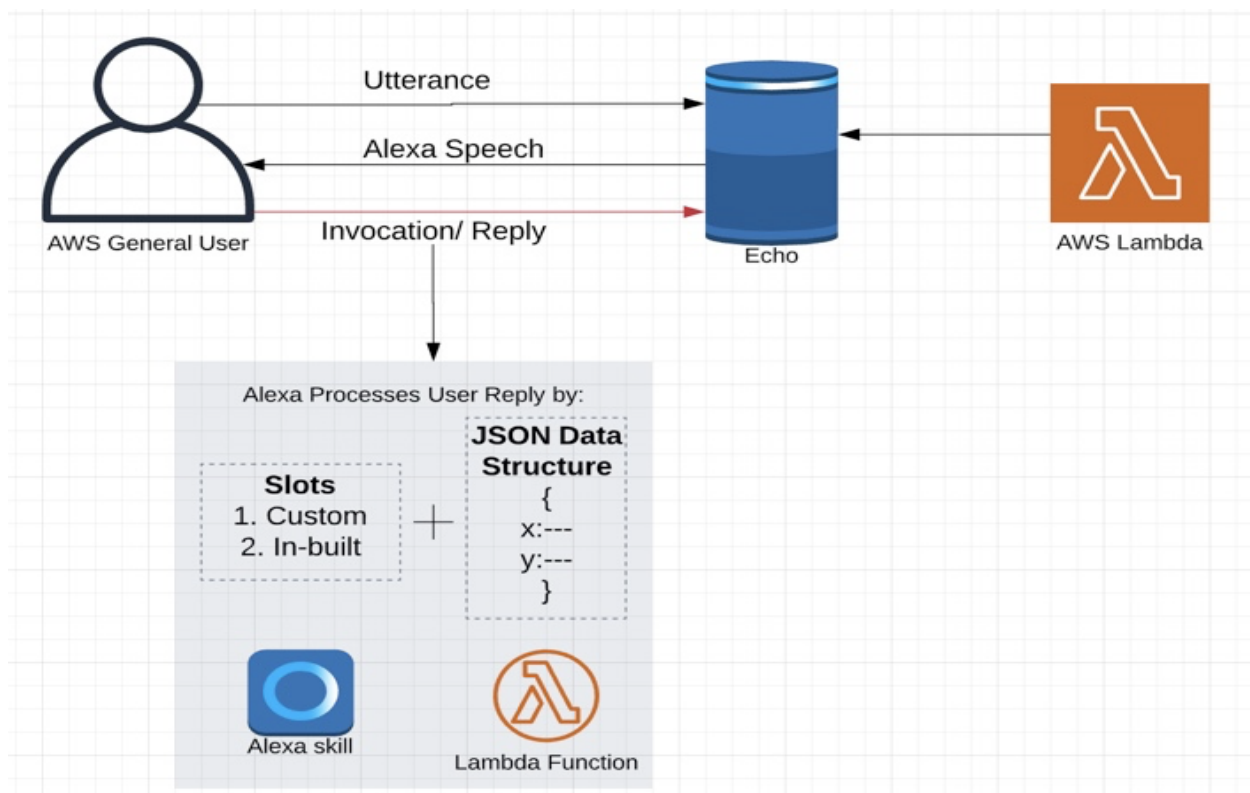 Utterance
Alexa Speech
Invocation/ Reply
AWS General User
Echo
AWS Lambda
Alexa Processes User Reply by:
Slots
1. Custom
2. In-built
JSON Data
Structure
{
x:---
y:---
}
Alexa skill
Lambda Function